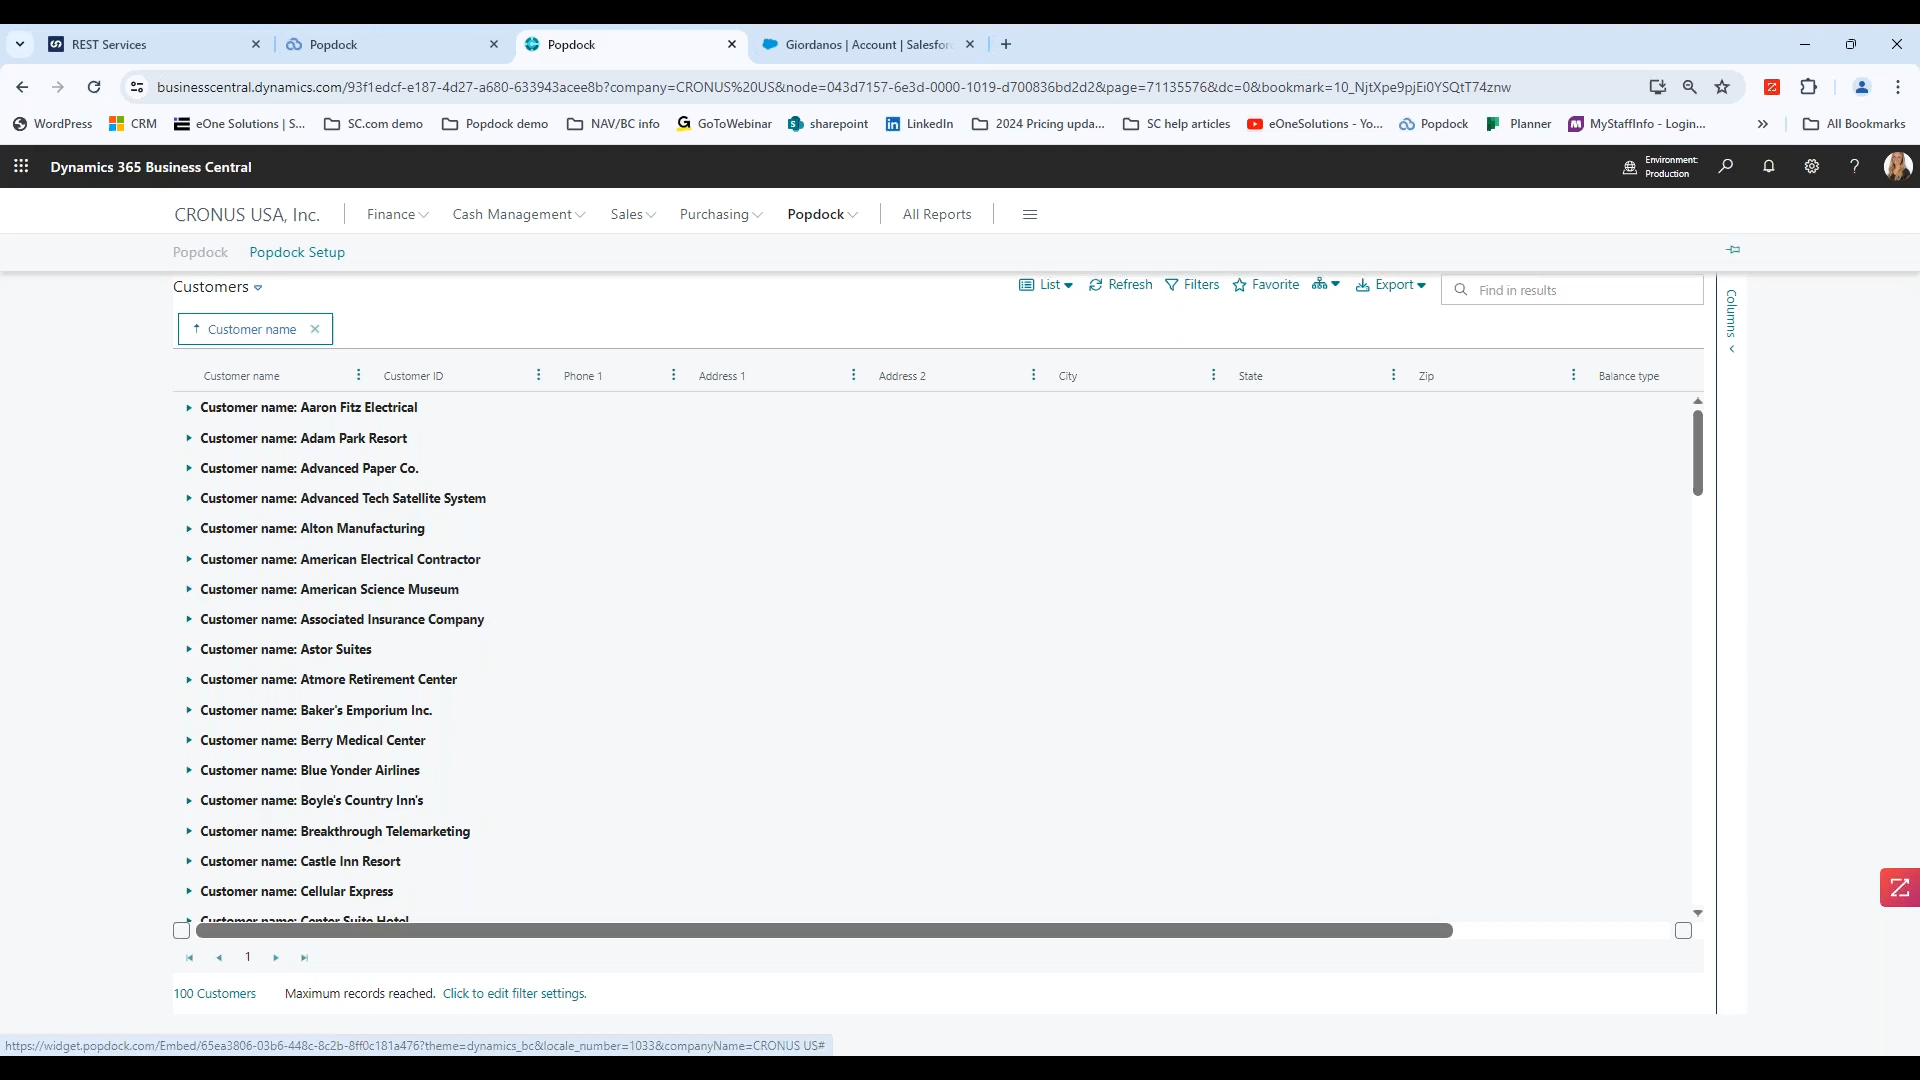 REST Services
Popdock
Popdock
Giordanos | Account | Salesfor
businesscentral.dynamics.com/93f1edcf-e187-4d27-a680-633943acee8b?company=CRONUS%20US&node=043d7157-6e3d-0000-1019-d700836bd2d2&page=71135576&dc=0&bookmark=10_NjtXpe9pjEi0YSQtT74znw
WordPress CRM eOne Solutions | S... SC.com demo Popdock demo NAV/BC info GoToWebinar sharepoint LinkedIn 2024 Pricing upda... SC help articles eOneSolutions - Yo... Popdock Planner MyStaffInfo - Login... » All Bookmarks
Dynamics 365 Business Central
Environment:
Production
CRONUS USA, Inc. Finance Cash Management Sales Purchasing Popdock All Reports
Popdock Popdock Setup
Customers List Refresh Filters Favorite Export Find in results
Columns
Customer name
Customer name Customer ID Phone 1 Address 1 Address 2 City State Zip Balance type
Customer name: Aaron Fitz Electrical
Customer name: Adam Park Resort
Customer name: Advanced Paper Co.
Customer name: Advanced Tech Satellite System
Customer name: Alton Manufacturing
Customer name: American Electrical Contractor
Customer name: American Science Museum
Customer name: Associated Insurance Company
Customer name: Astor Suites
Customer name: Atmore Retirement Center
Customer name: Baker's Emporium Inc.
Customer name: Berry Medical Center
Customer name: Blue Yonder Airlines
Customer name: Boyle's Country Inn's
Customer name: Breakthrough Telemarketing
Customer name: Castle Inn Resort
Customer name: Cellular Express
Customer name: Center Suite Hotel
1
100 Customers Maximum records reached. Click to edit filter settings.
https://widget.popdock.com/Embed/65ea3806-03b6-448c-8c2b-8ff0c181a476?theme=dynamics_bc&locale_number=1033&companyName=CRONUS US#